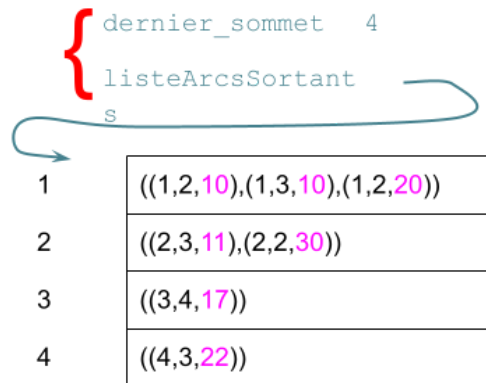 dernier_sommet 4
listeArcsSortant
s
1 ((1,2,10),(1,3,10),(1,2,20))
2 ((2,3,11),(2,2,30))
3 ((3,4,17))
4 ((4,3,22))